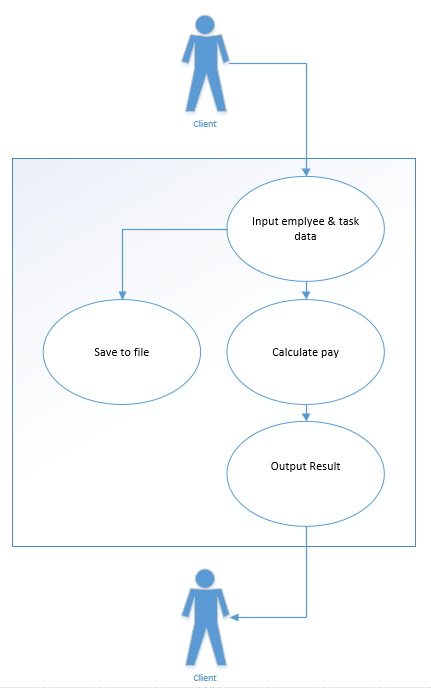 Client
Input emplyee & task
data
Save to file
Calculate pay
Output Result
Client